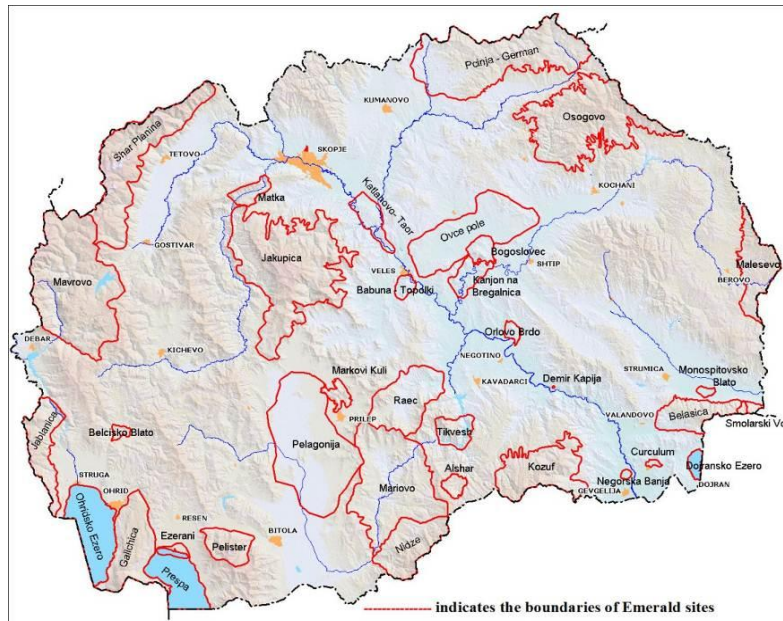 Pcinja - German
KUMANOVO
Osogovo
Shar Planina
TETOVO
SKOPJE
KOCHANI
Matka
Katlahovo- Taor
Ovce pole
GOSTIVAR
Jakupica
Bogoslovec
SHTIP
Malesevo
BEROVO
Mavrovo
VELES
Babuna - Topolki
Kanjon na
Bregalnica
DEBAR
KICHEVO
Orlovo Brdo
NEGOTINO
Markovi Kuli
Raec
KAVADARCI
Demir Kapija
STRUMICA
Monospitovsko
Blato
Jablanica
Belcisko Blato
PRILEP
Pelagonija
Tikvesh
VALANDOVO
Belasica
Smolarski Vo
STRUGA
OHRID
Mariovo
Alshar
Kozuf
Curculum
Dojransko Ezero
Negorska Banja
GEVGELIJA
DOJRAN
Ohridsko Ezero
Galichica
RESEN
Ezerani
Pelister
BITOLA
Nidze
Prespa
indicates the boundaries of Emerald sites